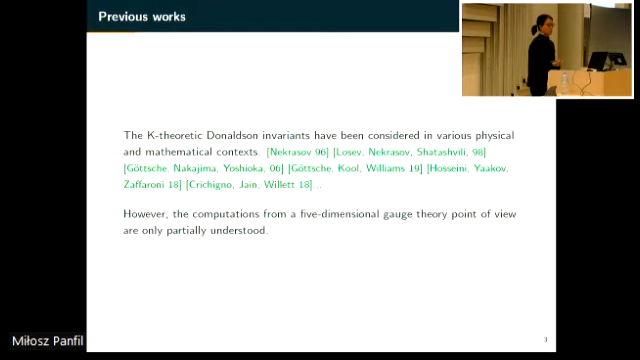 Previous works
The K-theoretic Donaldson invariants have been considered in various physical
and mathematical contexts. [Nekrasov 96] [Losev, Nekrasov, Shatashvili, 98]
[Göttsche, Nakajima, Yoshioka, 06] [Göttsche, Kool, Williams 19] [Hosseini, Yaakov,
Zaffaroni 18] [Crichigno, Jain, Willett 18]...
However, the computations from a five-dimensional gauge theory point of view
are only partially understood.
Miłosz Panfil
3